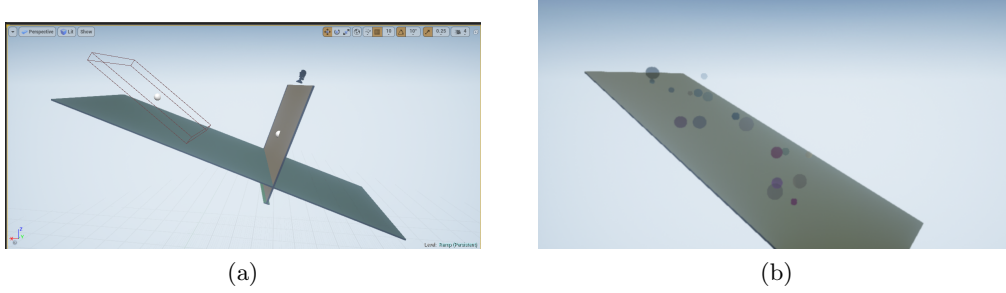 Perspective Lit Show 10 10° 0.25 4
Z
Level: Ramp (Persistent)
(a)
(b)